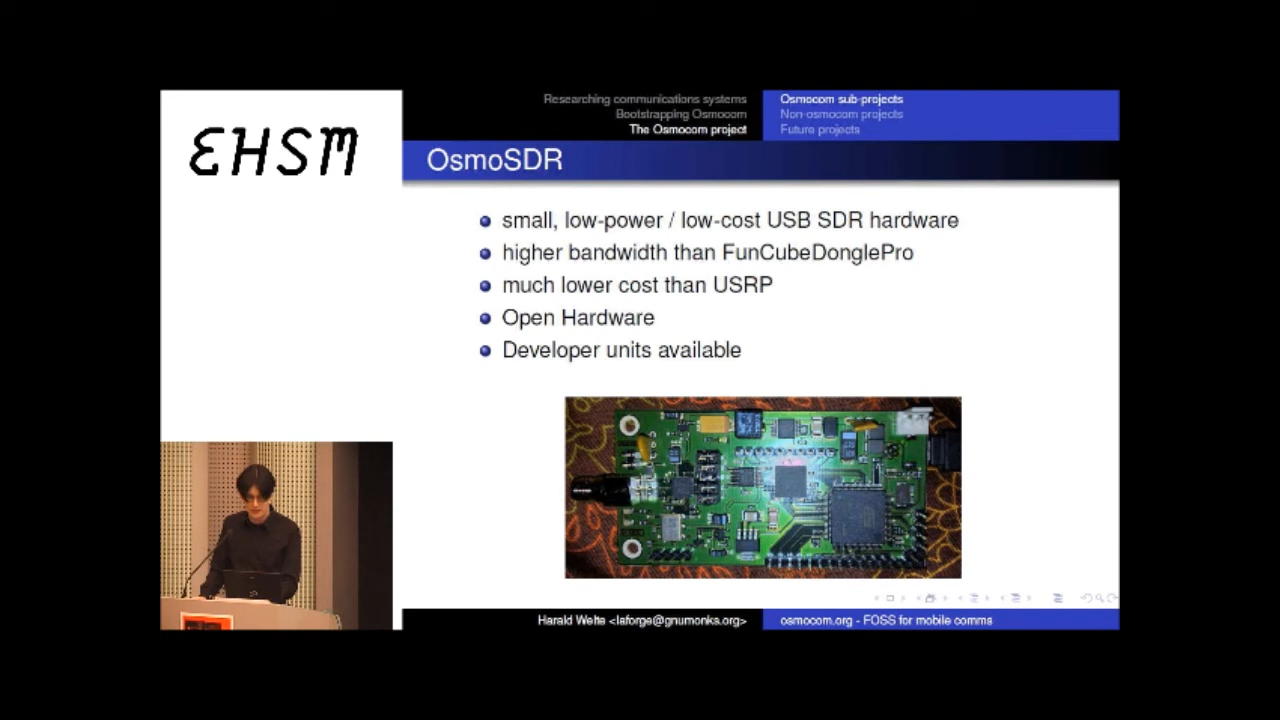 EHSM
Researching communications systems
Bootstrapping Osmocom
The Osmocom project
Osmocom sub-projects
Non-osmocom projects
Future projects
OsmoSDR
small, low-power / low-cost USB SDR hardware
higher bandwidth than FunCubeDonglePro
much lower cost than USRP
Open Hardware
Developer units available
Harald Welte <laforge@gnumonks.org>
osmocom.org - FOSS for mobile comms